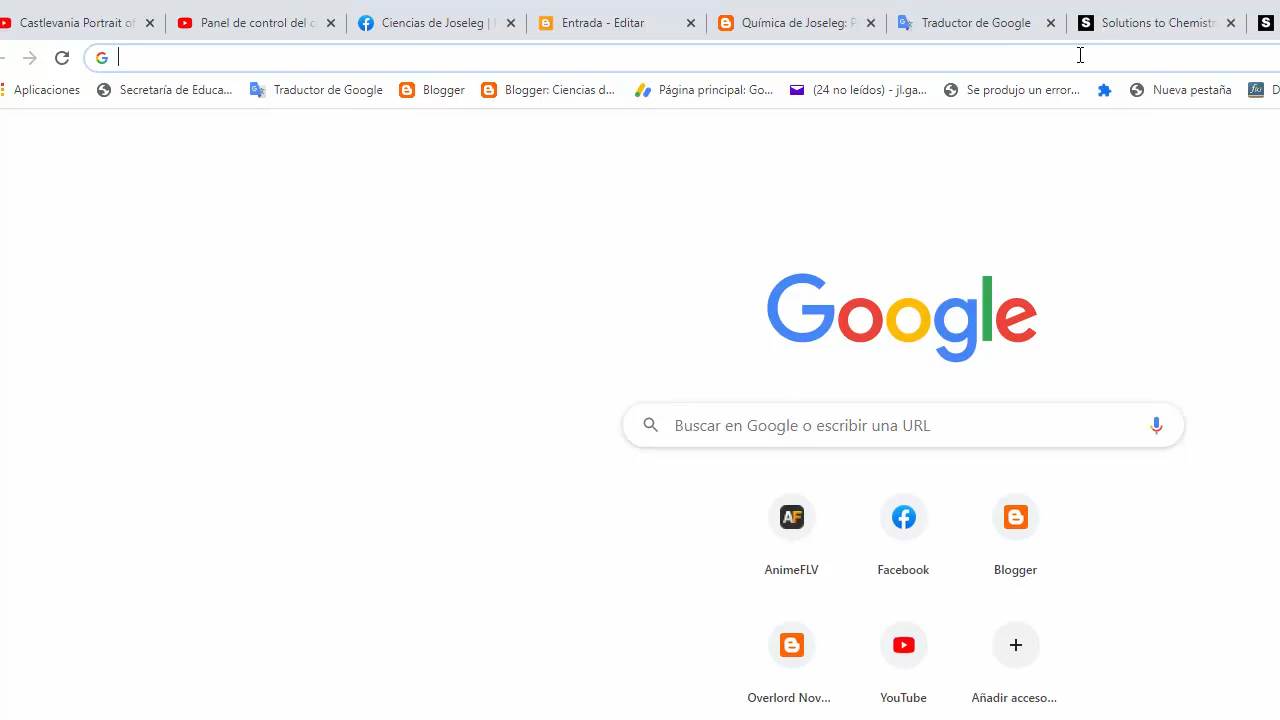 Castlevania Portrait of
Panel de control del c
Ciencias de Joseleg |
Entrada - Editar
Química de Joseleg: P
Traductor de Google
Solutions to Chemistr
Aplicaciones
Secretaría de Educa...
Traductor de Google
Blogger
Blogger: Ciencias d...
Página principal: Go...
(24 no leídos) - jl.ga...
Se produjo un error...
Nueva pestaña
Google
Buscar en Google o escribir una URL
AnimeFLV
Facebook
Blogger
Overlord Nov...
YouTube
Añadir acceso...